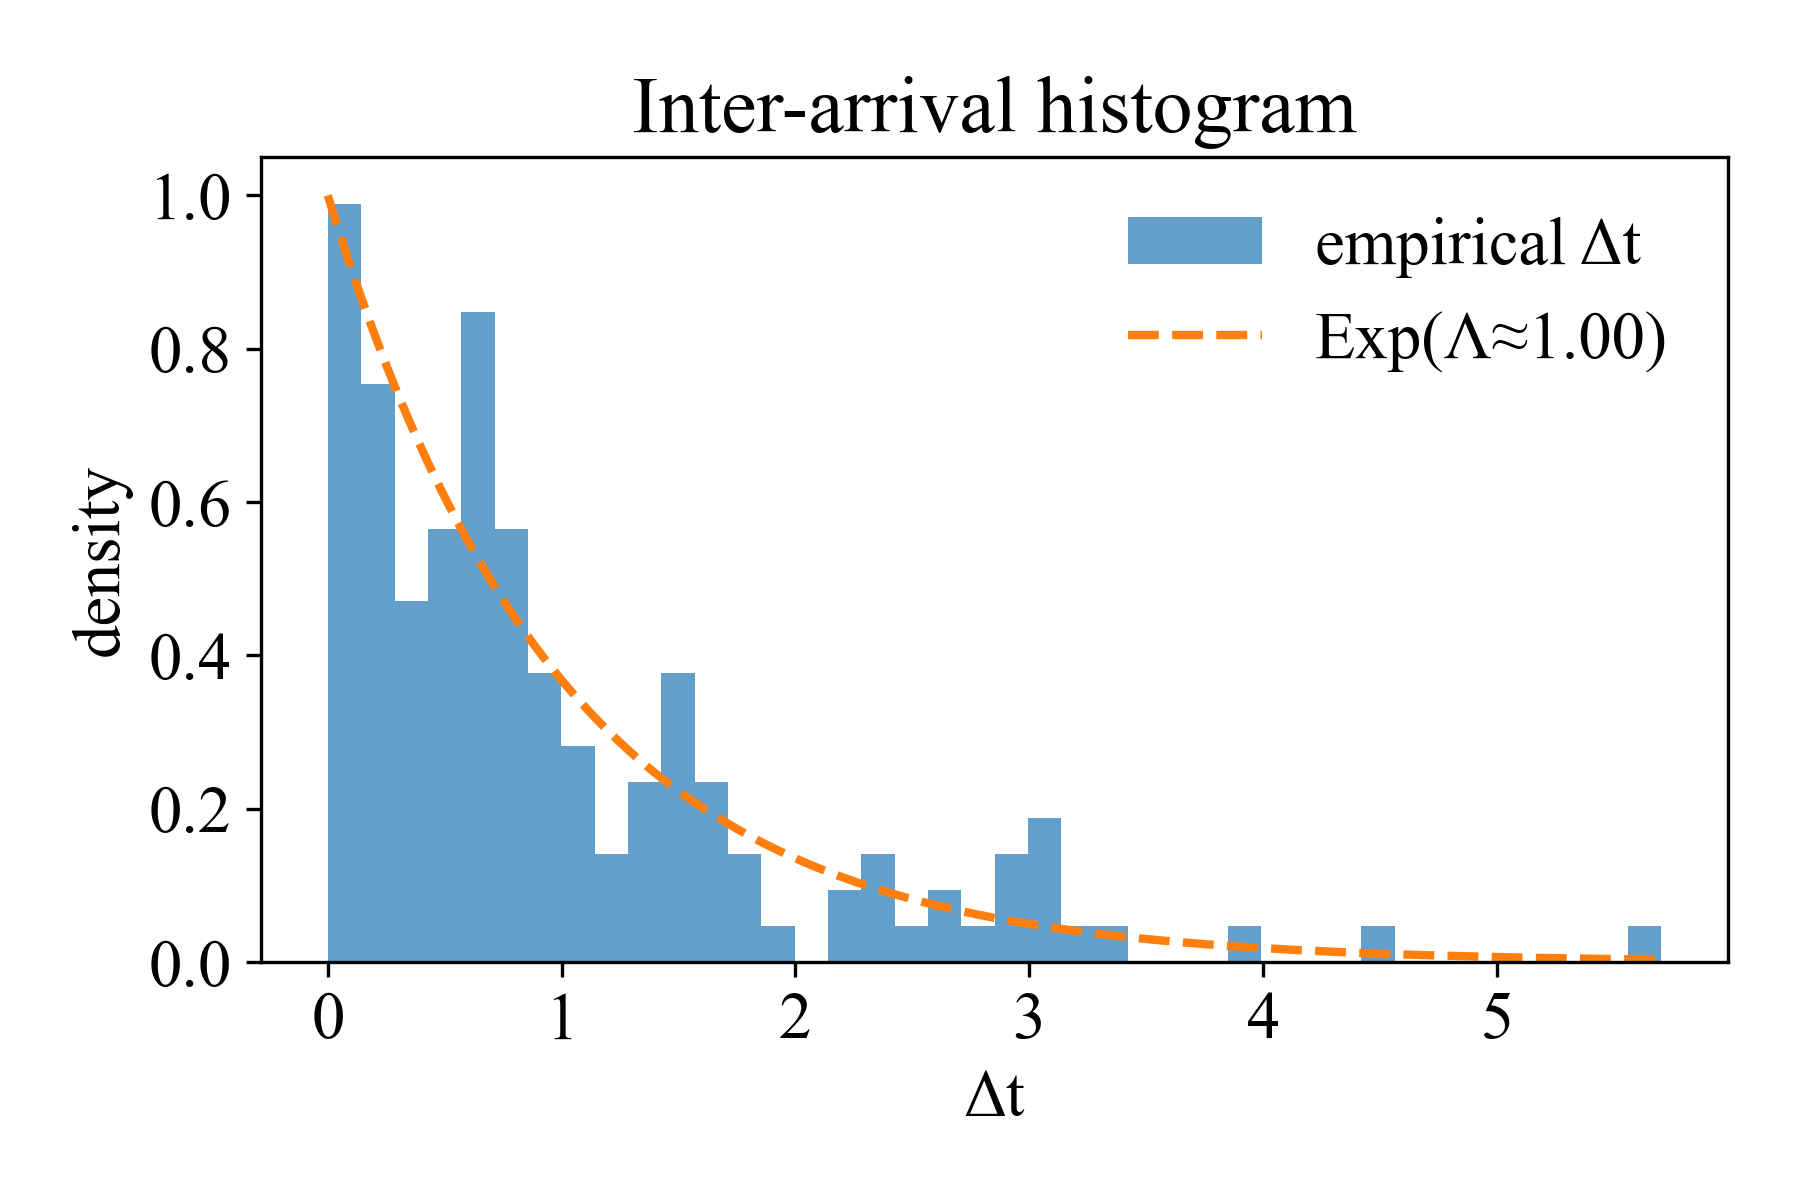 Inter-arrival histogram
empirical Δt
Exp(Λ≈1.00)
density
1.0
0.8
0.6
0.4
0.2
0.0
0 1 2 3 4 5
Δt